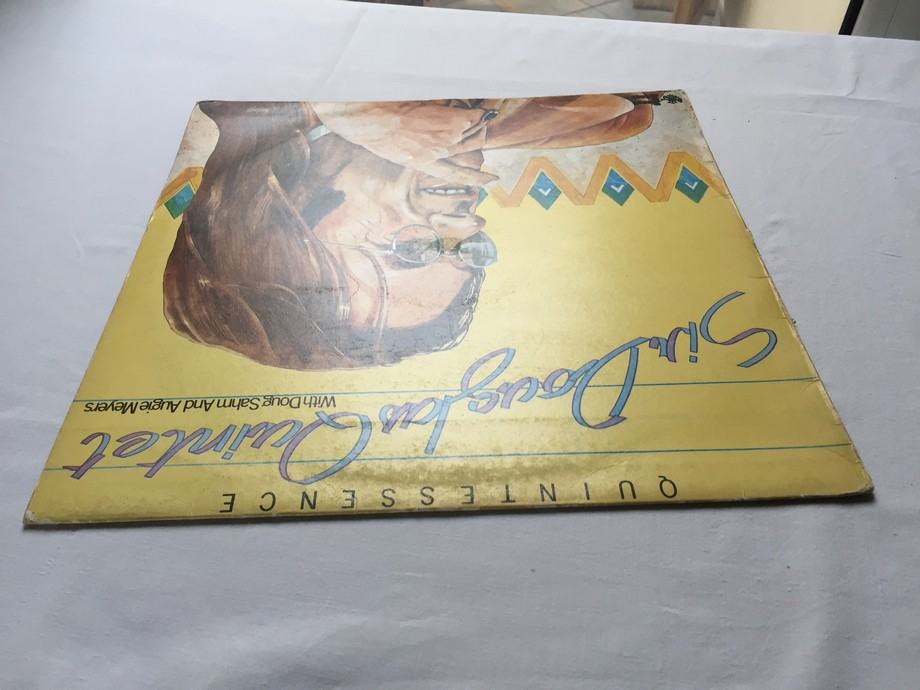 QUINTESSENCE
Sir Douglas Quintet
With Doug Sahm And Augie Meyers